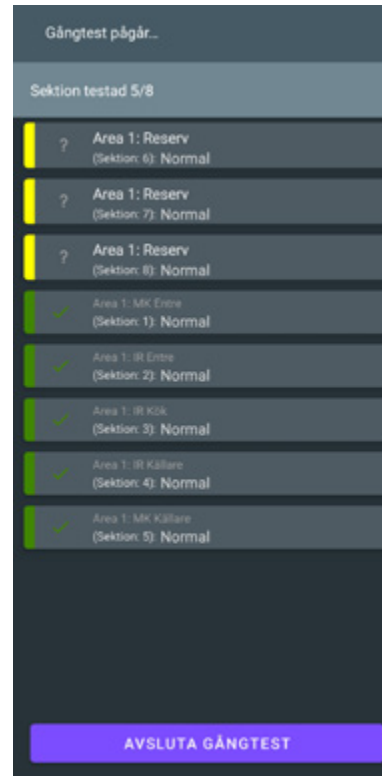 Gångtest pågår...
Sektion testad 5/8
? Area 1: Reserv
(Sektion: 6): Normal
? Area 1: Reserv
(Sektion: 7): Normal
? Area 1: Reserv
(Sektion: 8): Normal
Area 1: MK Entre
(Sektion: 1): Normal
Area 1: IR Entre
(Sektion: 2): Normal
Area 1: IR Kök
(Sektion: 3): Normal
Area 1: IR Källare
(Sektion: 4): Normal
Area 1: MK Källare
(Sektion: 5): Normal
AVSLUTA GÅNGTEST